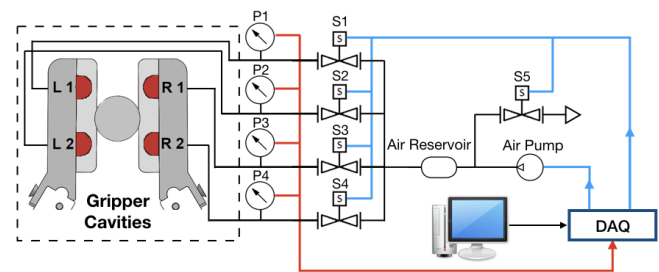 P1
S1
S
P2
S2
S
S5
S
L 1
R 1
P3
S3
S
Air Reservoir
Air Pump
L 2
R 2
P4
S4
S
Gripper
Cavities
DAQ